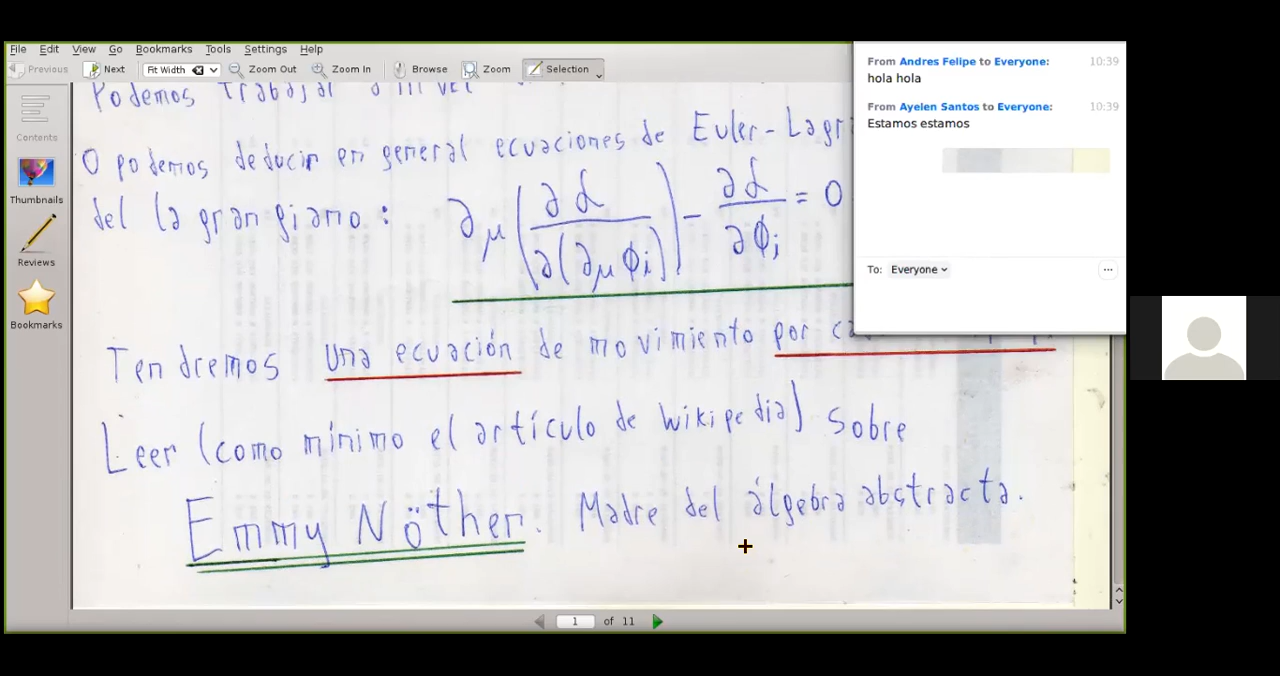 File Edit View Go Bookmarks Tools Settings Help
Previous Next Fit Width Zoom Out Zoom In Browse Zoom Selection
Contents
Thumbnails
Reviews
Bookmarks
Podemos trabajar a nivel
O podemos deducir en general ecuaciones de Euler-Lagr
del lagrangiano: ∂μ(∂ℒ/∂(∂μ ϕi)) - ∂ℒ/∂ϕi = 0
Tendremos una ecuación de movimiento por
Leer (como mínimo el artículo de wikipedia) sobre
Emmy Nöther. Madre del álgebra abstracta.
1 of 11
From Andres Felipe to Everyone: 10:39
hola hola
From Ayelen Santos to Everyone: 10:39
Estamos estamos
To: Everyone